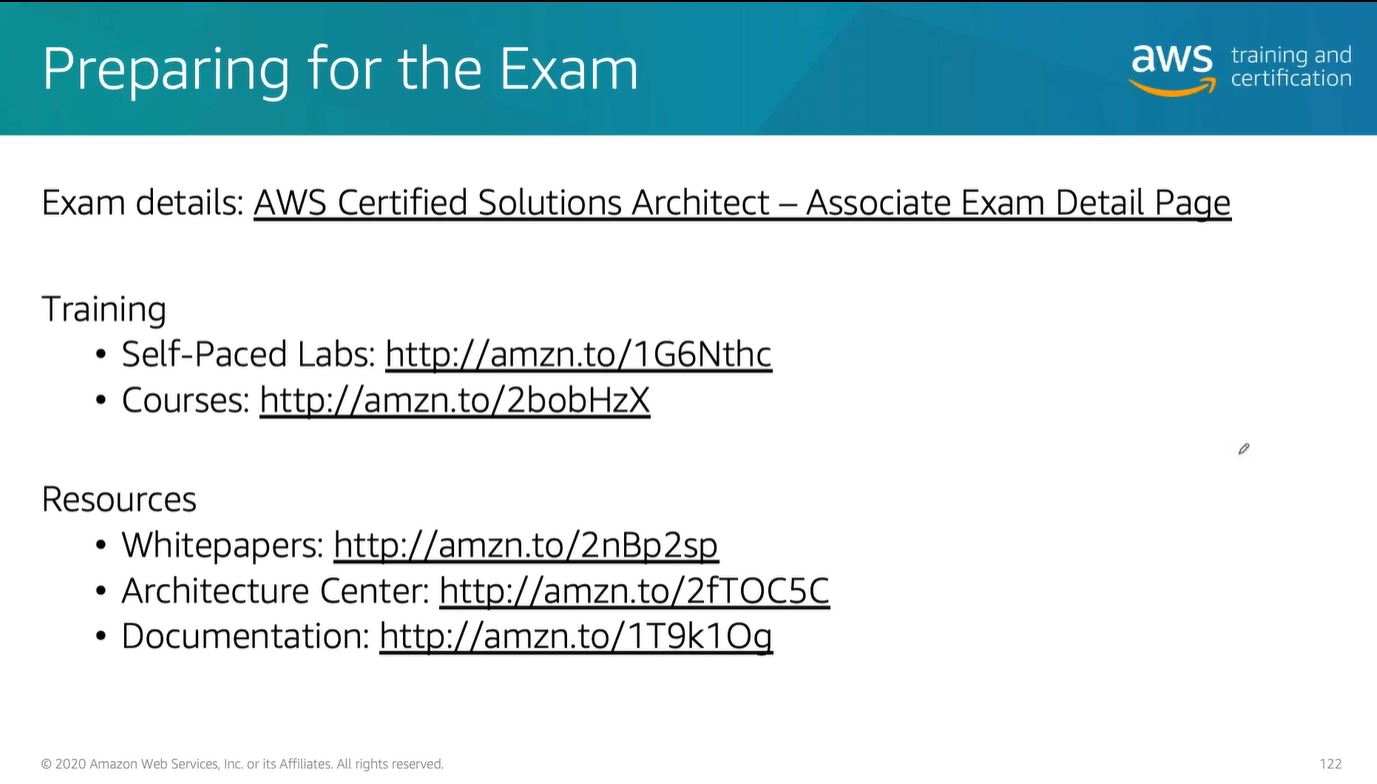 Preparing for the Exam
aws training and
certification
Exam details: AWS Certified Solutions Architect – Associate Exam Detail Page
Training
• Self-Paced Labs: http://amzn.to/1G6Nthc
• Courses: http://amzn.to/2bobHzX
Resources
• Whitepapers: http://amzn.to/2nBp2sp
• Architecture Center: http://amzn.to/2fTOC5C
• Documentation: http://amzn.to/1T9k1Og
© 2020 Amazon Web Services, Inc. or its Affiliates. All rights reserved.
122